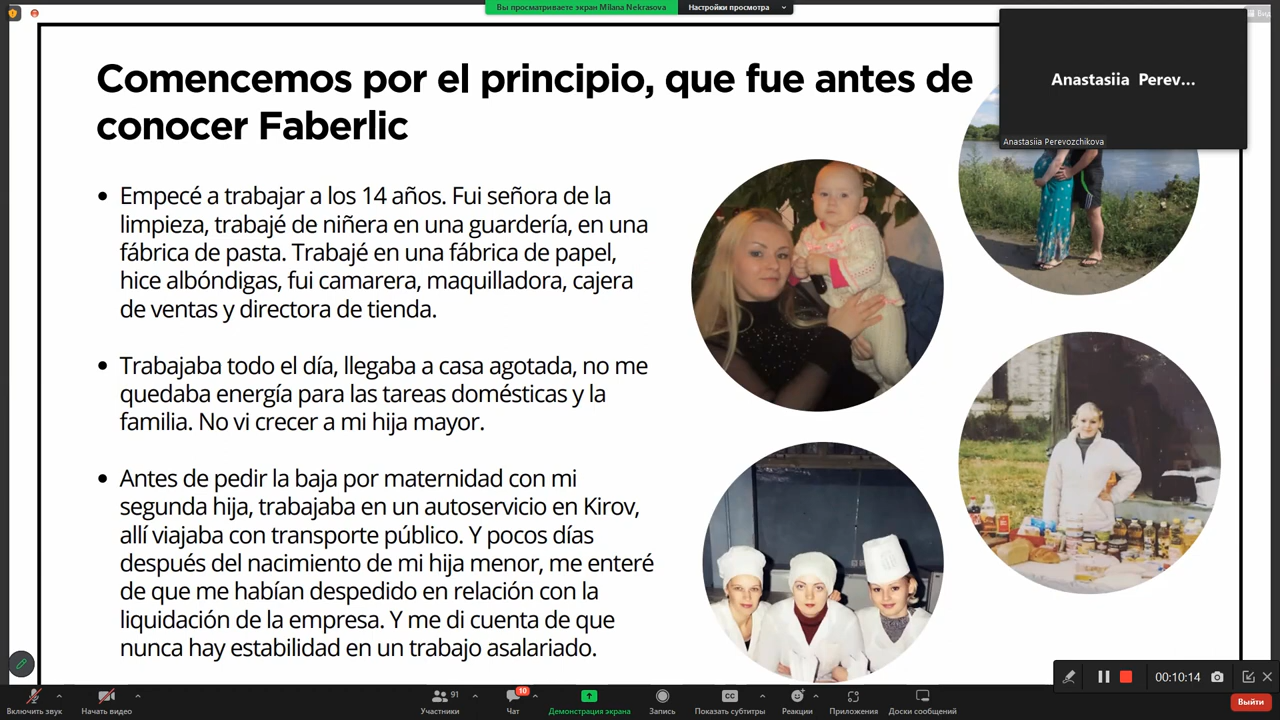 Вы просматриваете экран Milana Nekrasova
Настройки просмотра
Вид
Comencemos por el principio, que fue antes de
conocer Faberlic
Anastasiia Perev...
Anastasiia Perevozchikova
Empecé a trabajar a los 14 años. Fui señora de la
limpieza, trabajé de niñera en una guardería, en una
fábrica de pasta. Trabajé en una fábrica de papel,
hice albóndigas, fui camarera, maquilladora, cajera
de ventas y directora de tienda.
Trabajaba todo el día, llegaba a casa agotada, no me
quedaba energía para las tareas domésticas y la
familia. No vi crecer a mi hija mayor.
Antes de pedir la baja por maternidad con mi
segunda hija, trabajaba en un autoservicio en Kirov,
allí viajaba con transporte público. Y pocos días
después del nacimiento de mi hija menor, me enteré
de que me habían despedido en relación con la
liquidación de la empresa. Y me di cuenta de que
nunca hay estabilidad en un trabajo asalariado.
00:10:14
Включить звук
Начать видео
91
Участники
10
Чат
Демонстрация экрана
Запись
CC
Показать субтитры
Реакции
Приложения
Доски сообщений
Выйти